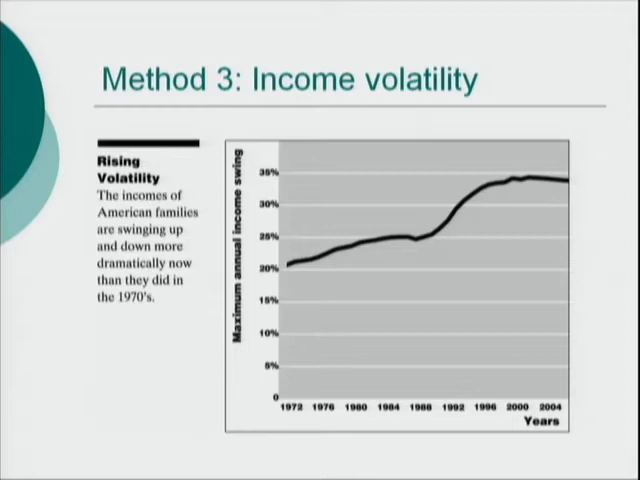 Method 3: Income volatility
Rising
Volatility
The incomes of
American families
are swinging up
and down more
dramatically now
than they did in
the 1970's.
Maximum annual income swing
35%
30%
25%
20%
15%
10%
5%
0
1972 1976 1980 1984 1988 1992 1996 2000 2004
Years